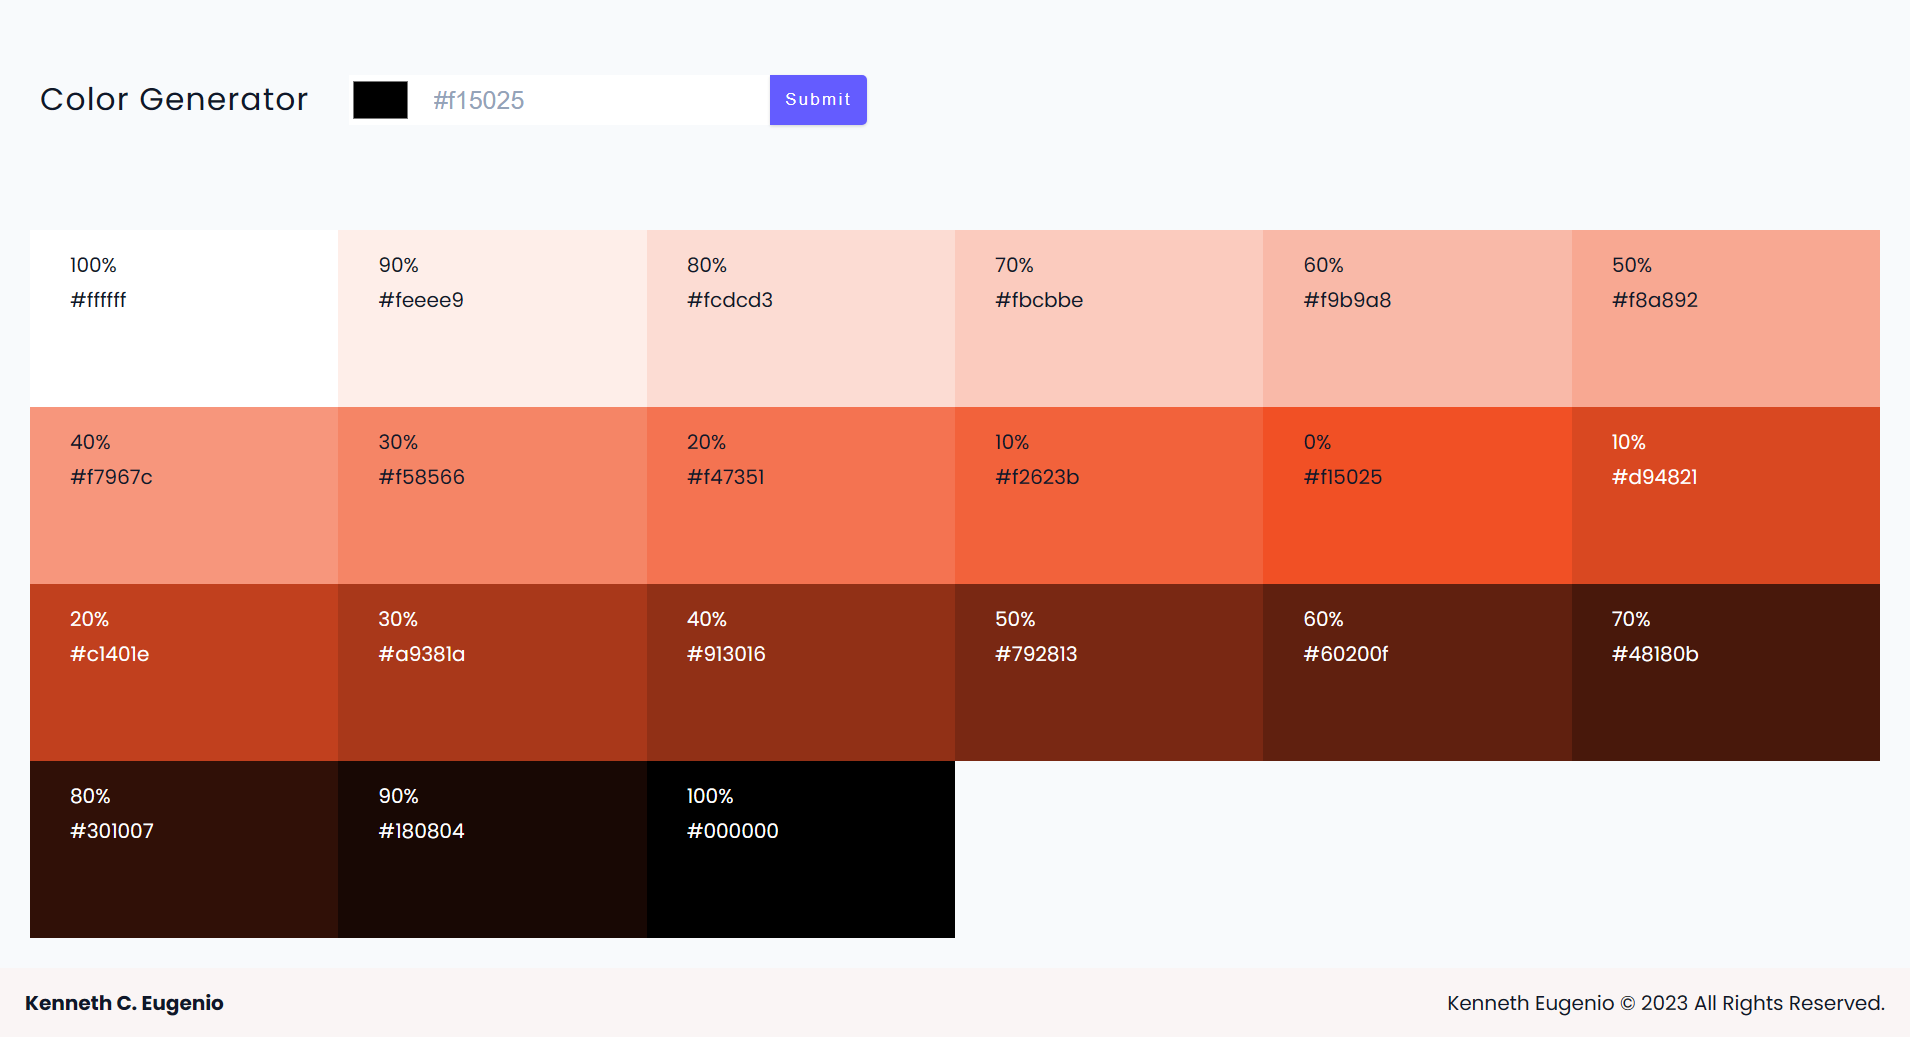 Color Generator
#f15025
Submit
100%
#ffffff
90%
#feeee9
80%
#fcdcd3
70%
#fbcbbe
60%
#f9b9a8
50%
#f8a892
40%
#f7967c
30%
#f58566
20%
#f47351
10%
#f2623b
0%
#f15025
10%
#d94821
20%
#c1401e
30%
#a9381a
40%
#913016
50%
#792813
60%
#60200f
70%
#48180b
80%
#301007
90%
#180804
100%
#000000
Kenneth C. Eugenio
Kenneth Eugenio © 2023 All Rights Reserved.